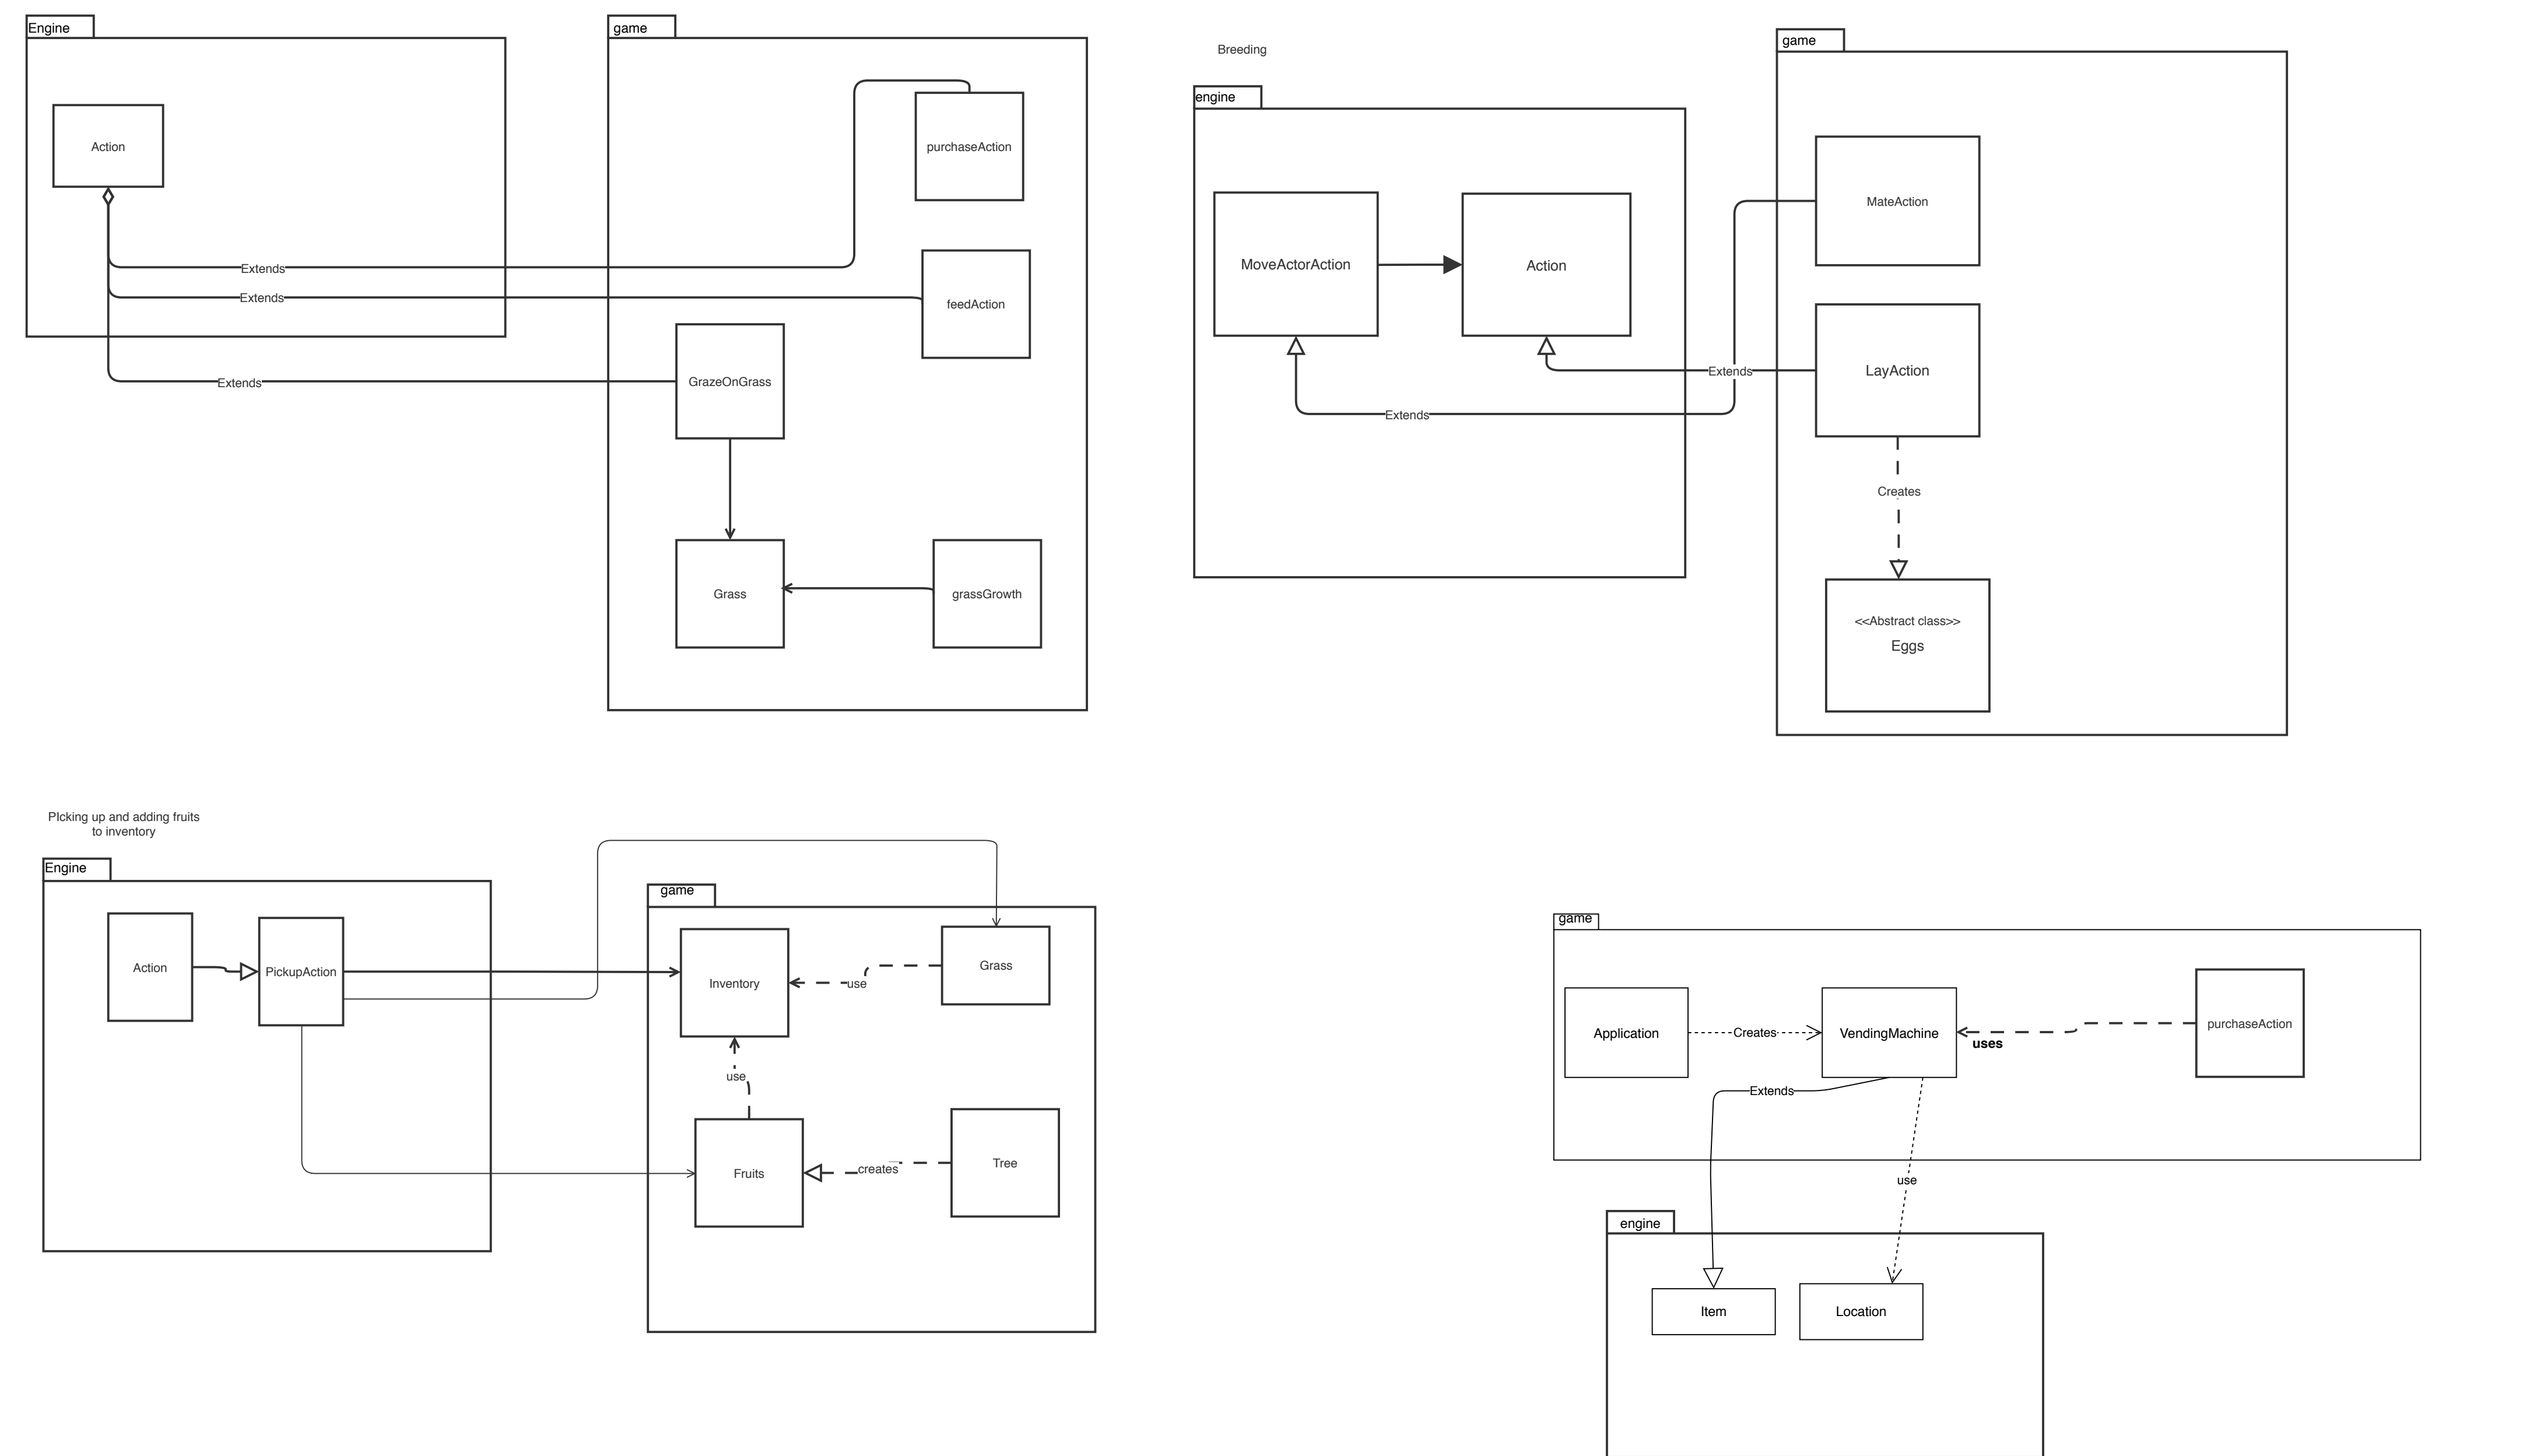 Engine
Action
Extends
Extends
Extends
game
purchaseAction
feedAction
GrazeOnGrass
Grass
grassGrowth
Breeding
engine
MoveActorAction
Action
Extends
Extends
game
MateAction
LayAction
Creates
<<Abstract class>>
Eggs
PIcking up and adding fruits
to inventory
Engine
Action
PickupAction
game
Inventory
use
Grass
use
Fruits
creates
Tree
game
Application
Creates
VendingMachine
uses
purchaseAction
Extends
use
engine
Item
Location